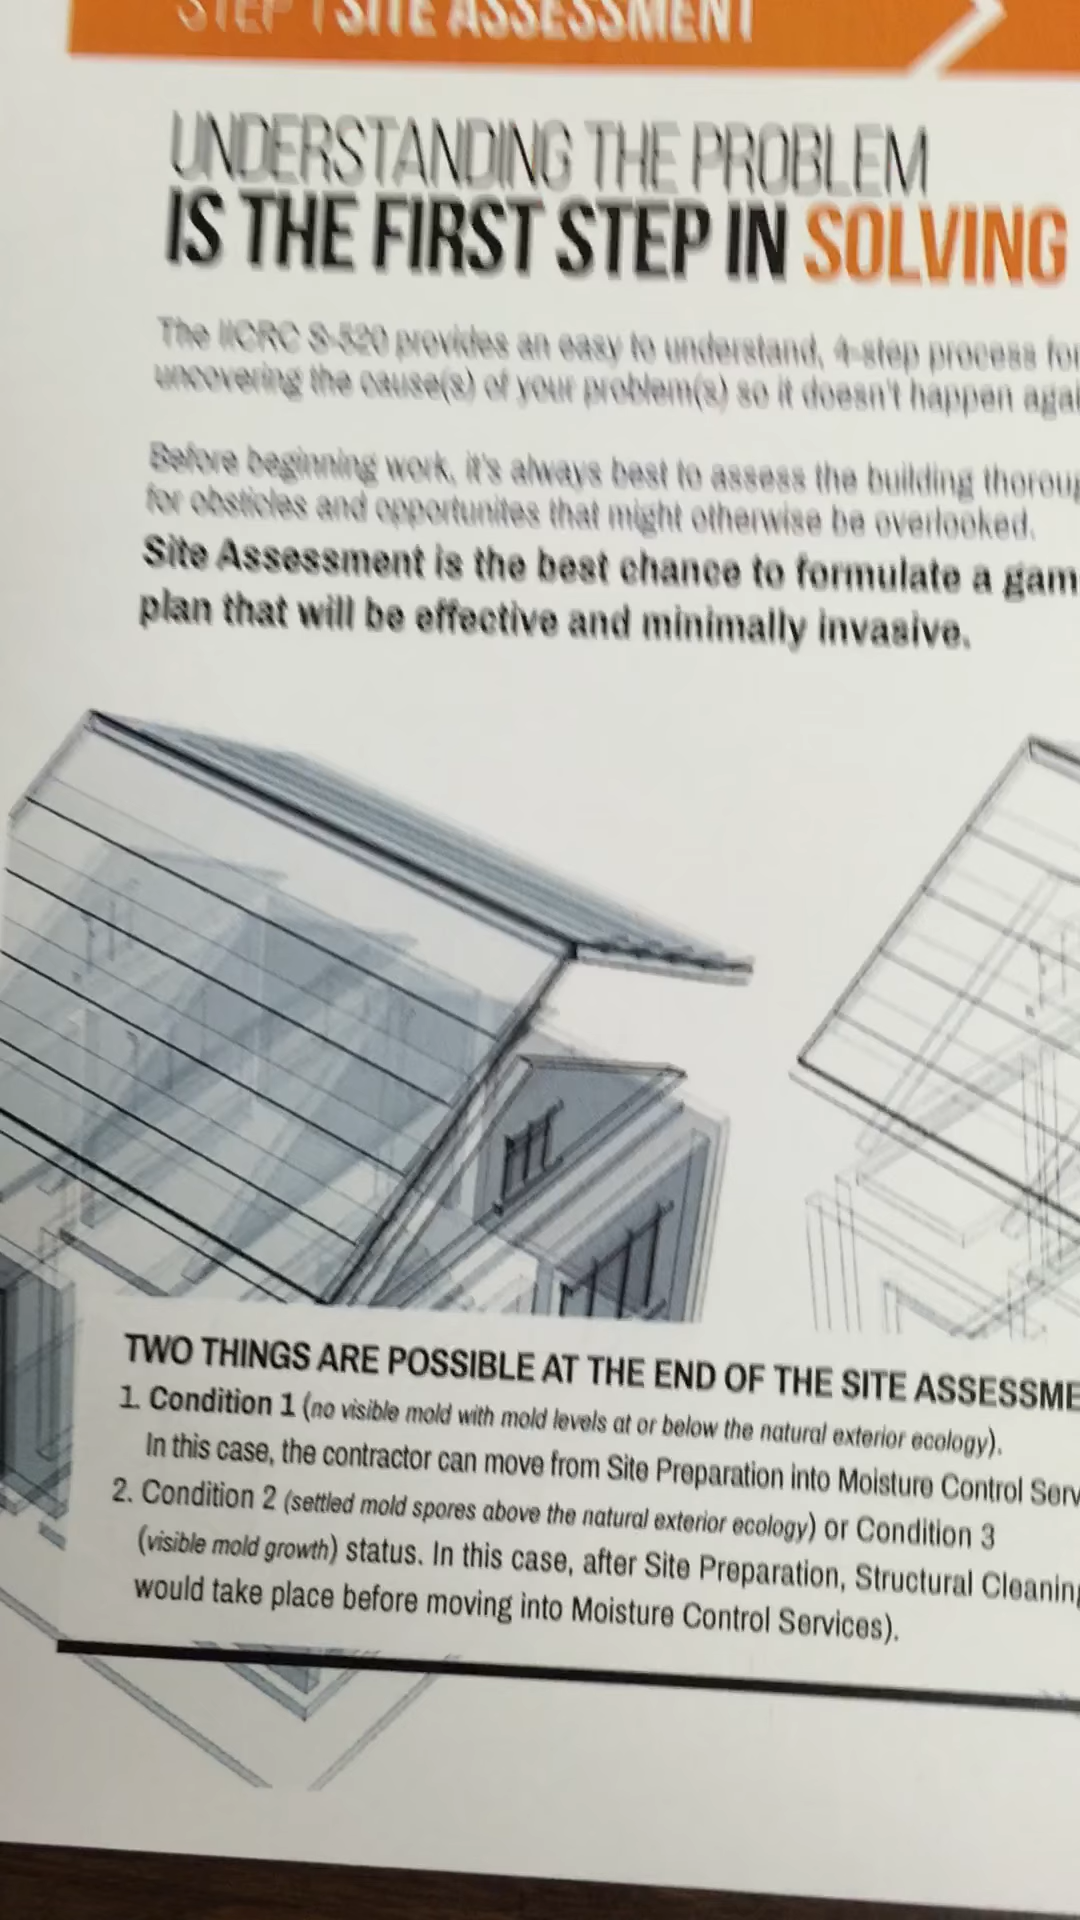 STEP 1 SITE ASSESSMENT
UNDERSTANDING THE PROBLEM
IS THE FIRST STEP IN SOLVING
The IICRC S-520 provides an easy to understand, 4-step process for
uncovering the cause(s) of your problem(s) so it doesn't happen agai
Before beginning work, it's always best to assess the building thoroug
for obsticles and opportunites that might otherwise be overlooked.
Site Assessment is the best chance to formulate a gam
plan that will be effective and minimally invasive.
TWO THINGS ARE POSSIBLE AT THE END OF THE SITE ASSESSME
1. Condition 1 (no visible mold with mold levels at or below the natural exterior ecology).
In this case, the contractor can move from Site Preparation into Moisture Control Serv
2. Condition 2 (settled mold spores above the natural exterior ecology) or Condition 3
(visible mold growth) status. In this case, after Site Preparation, Structural Cleaning
would take place before moving into Moisture Control Services).